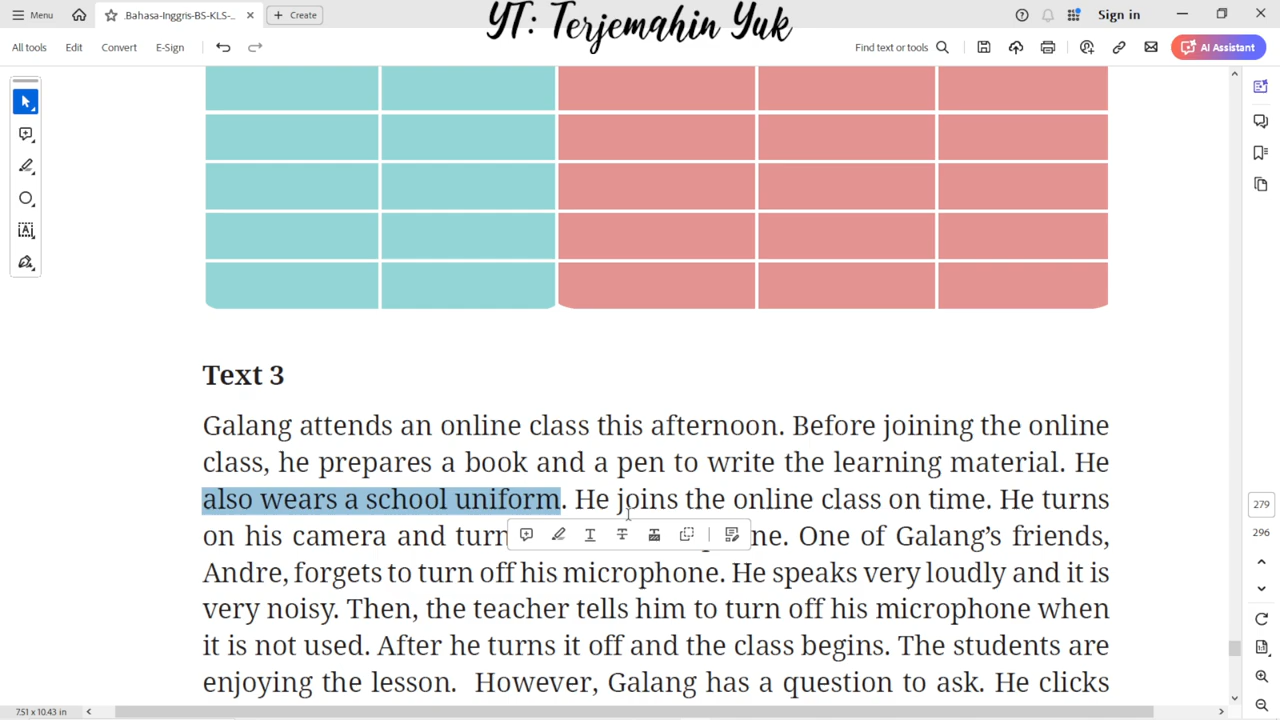 Menu
.Bahasa-Inggris-BS-KLS-...
Create
YT: Terjemahin Yuk
Sign in
All tools
Edit
Convert
E-Sign
Find text or tools
AI Assistant
Text 3
Galang attends an online class this afternoon. Before joining the online
class, he prepares a book and a pen to write the learning material. He
also wears a school uniform. He joins the online class on time. He turns
on his camera and turn ne. One of Galang’s friends,
Andre, forgets to turn off his microphone. He speaks very loudly and it is
very noisy. Then, the teacher tells him to turn off his microphone when
it is not used. After he turns it off and the class begins. The students are
enjoying the lesson. However, Galang has a question to ask. He clicks
279
296
7.51 x 10.43 in